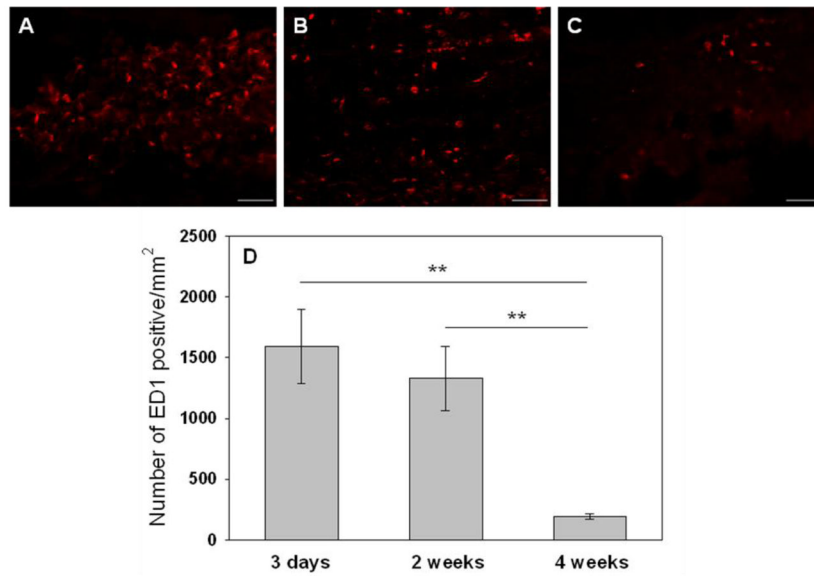 A
B
C
D
Number of ED1 positive/mm²
2500
2000
1500
1000
500
0
**
**
3 days
2 weeks
4 weeks